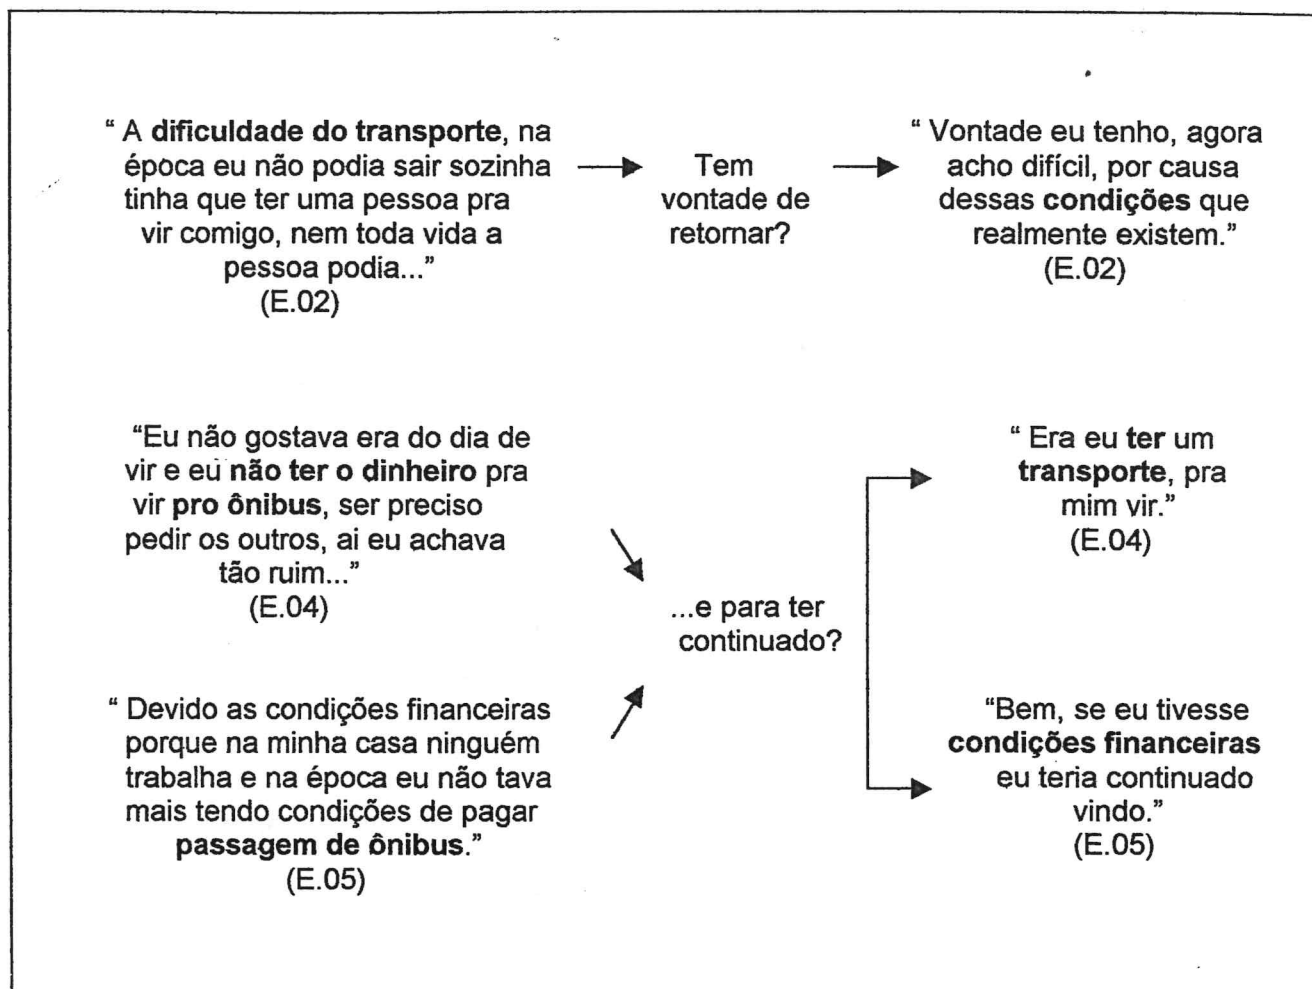 “ A dificuldade do transporte, na
época eu não podia sair sozinha
tinha que ter uma pessoa pra
vir comigo, nem toda vida a
pessoa podia...”
(E.02)
Tem
vontade de
retornar?
“ Vontade eu tenho, agora
acho difícil, por causa
dessas condições que
realmente existem.”
(E.02)
“Eu não gostava era do dia de
vir e eu não ter o dinheiro pra
vir pro ônibus, ser preciso
pedir os outros, ai eu achava
tão ruim...”
(E.04)
“ Devido as condições financeiras
porque na minha casa ninguém
trabalha e na época eu não tava
mais tendo condições de pagar
passagem de ônibus.”
(E.05)
...e para ter
continuado?
“ Era eu ter um
transporte, pra
mim vir.”
(E.04)
“Bem, se eu tivesse
condições financeiras
eu teria continuado
vindo.”
(E.05)